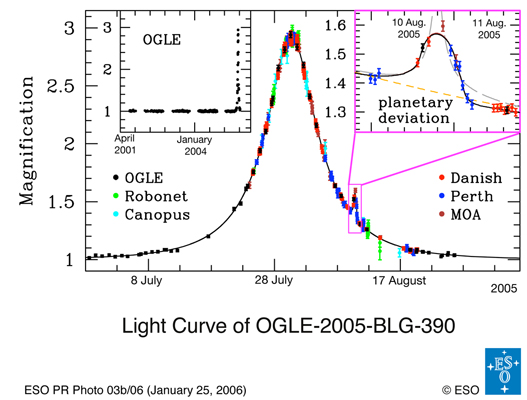 OGLE
3
2
1
April
2001
January
2004
10 Aug.
2005
11 Aug.
2005
1.6
1.5
1.4
1.3
planetary
deviation
Magnification
3
2.5
2
1.5
1
OGLE
Robonet
Canopus
Danish
Perth
MOA
8 July
28 July
17 August
2005
Light Curve of OGLE-2005-BLG-390
ESO PR Photo 03b/06 (January 25, 2006)
© ESO
ES
O